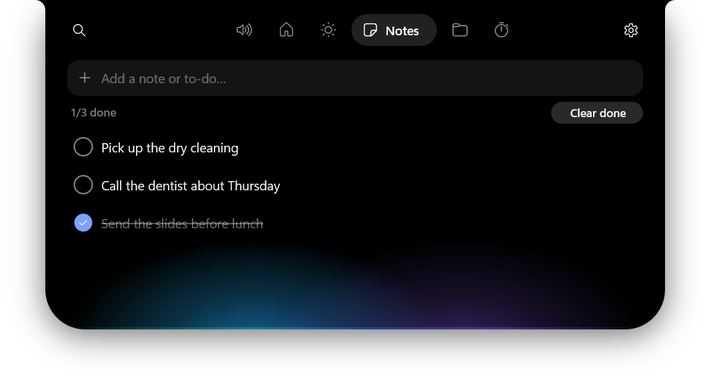 Notes
Add a note or to-do...
1/3 done
Clear done
Pick up the dry cleaning
Call the dentist about Thursday
Send the slides before lunch